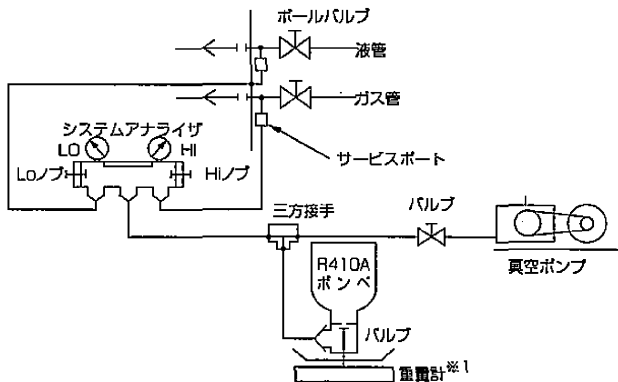 ボールバルブ
液管
ガス管
システムアナライザ
LO
HI
サービスポート
Loノブ
Hiノブ
三方接手
バルブ
R410A
ボンベ
真空ポンプ
バルブ
重量計※1